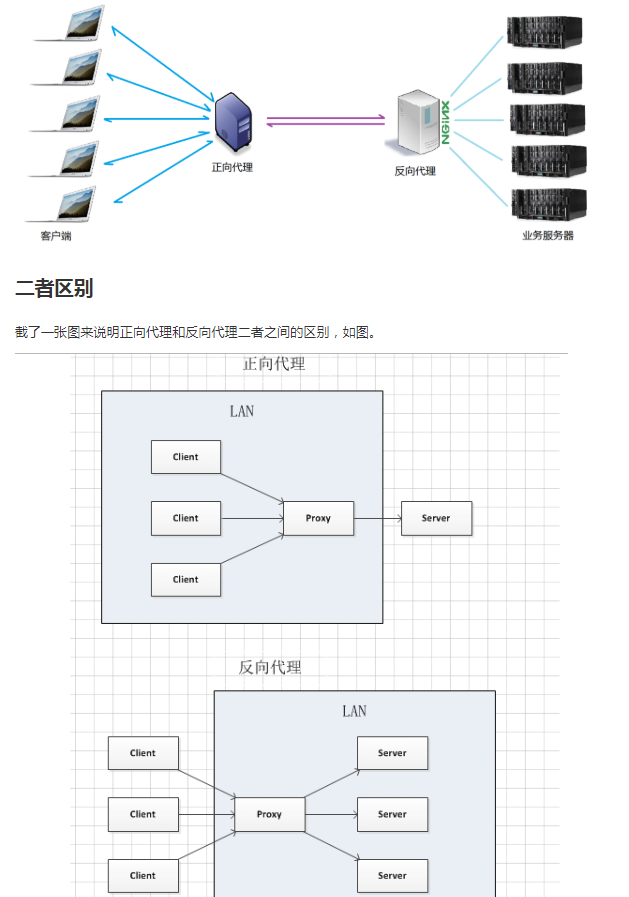 NGiNX
正向代理
反向代理
客户端
业务服务器
二者区别
截了一张图来说明正向代理和反向代理二者之间的区别，如图。
正向代理
LAN
Client
Client
Proxy
Server
Client
反向代理
LAN
Client
Server
Client
Proxy
Server
Client
Server